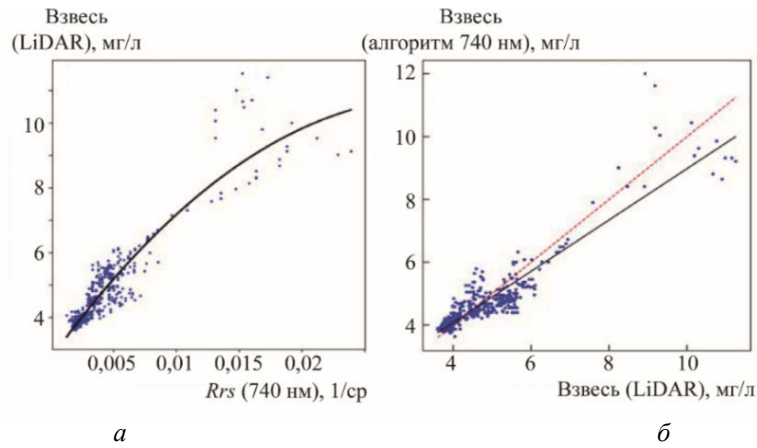 Взвесь
(LiDAR), мг/л
10
8
6
4
0,005 0,01 0,015 0,02
Rrs (740 нм), 1/ср
а
Взвесь
(алгоритм 740 нм), мг/л
12
10
8
6
4
4 6 8 10
Взвесь (LiDAR), мг/л
б